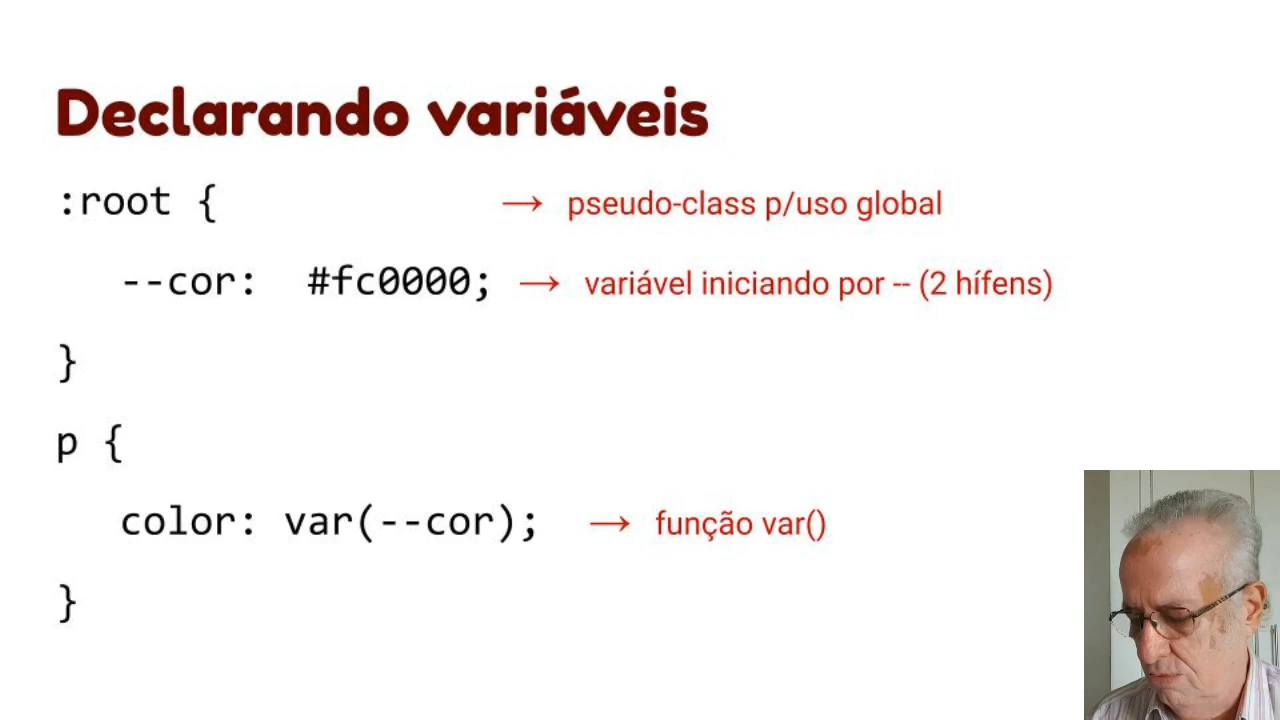 Declarando variáveis
:root { → pseudo-class p/uso global
--cor: #fc0000; → variável iniciando por -- (2 hífens)
}
p {
color: var(--cor); → função var()
}